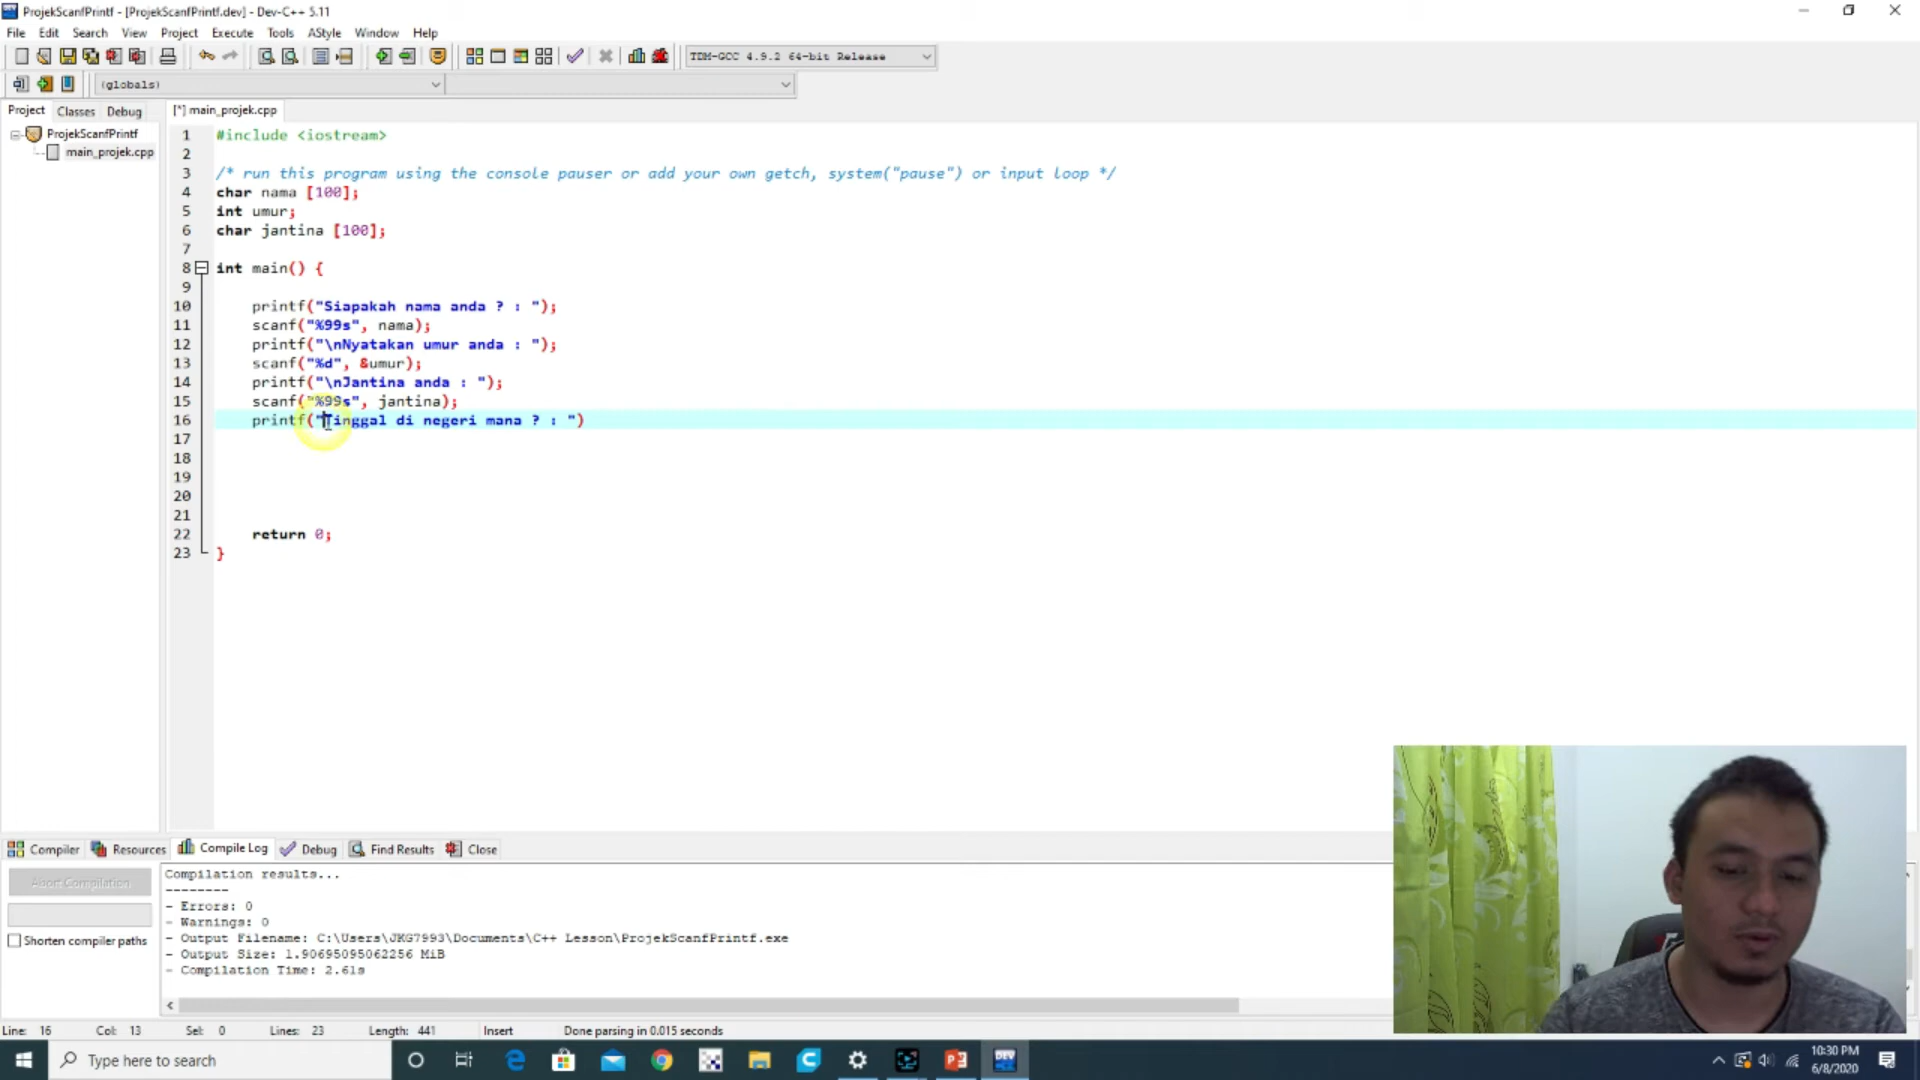 ProjekScanfPrintf - [ProjekScanfPrintf.dev] - Dev-C++ 5.11
File Edit Search View Project Execute Tools AStyle Window Help
TDM-GCC 4.9.2 64-bit Release
(globals)
Project Classes Debug [*] main_projek.cpp
ProjekScanfPrintf
main_projek.cpp
1 #include <iostream>
2
3 /* run this program using the console pauser or add your own getch, system("pause") or input loop */
4 char nama [100];
5 int umur;
6 char jantina [100];
7
8 int main() {
9
10 printf("Siapakah nama anda ? : ");
11 scanf("%99s", nama);
12 printf("\nNyatakan umur anda : ");
13 scanf("%d", &umur);
14 printf("\nJantina anda : ");
15 scanf("%99s", jantina);
16 printf("Tinggal di negeri mana ? : ")
17
18
19
20
21
22 return 0;
23 }
Compiler Resources Compile Log Debug Find Results Close
Abort Compilation
Shorten compiler paths
Compilation results...
--------
- Errors: 0
- Warnings: 0
- Output Filename: C:\Users\JKG7993\Documents\C++ Lesson\ProjekScanfPrintf.exe
- Output Size: 1.90695095062256 MiB
- Compilation Time: 2.61s
Line: 16 Col: 13 Sel: 0 Lines: 23 Length: 441 Insert Done parsing in 0.015 seconds
Type here to search
DEV
10:30 PM
6/8/2020